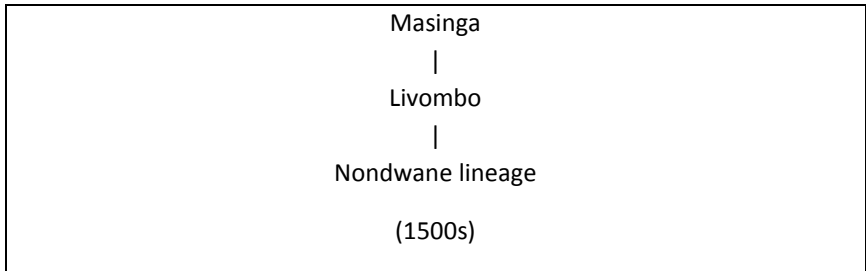 Masinga
|
Livombo
|
Nondwane lineage
(1500s)